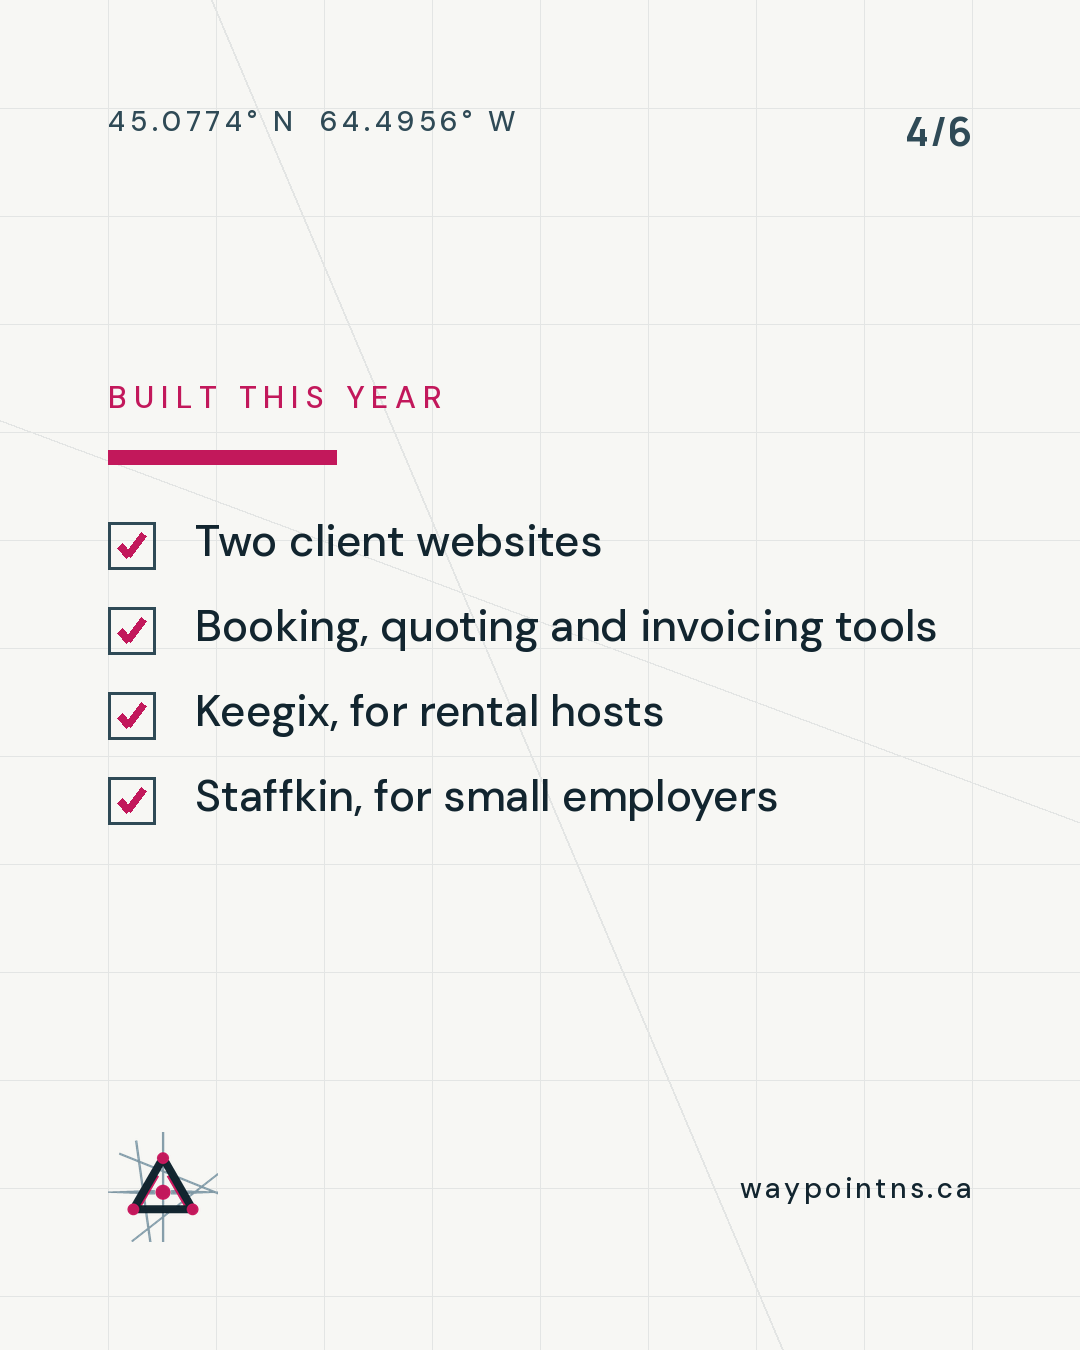 45.0774° N 64.4956° W
4/6
BUILT THIS YEAR
Two client websites
Booking, quoting and invoicing tools
Keegix, for rental hosts
Staffkin, for small employers
waypointns.ca